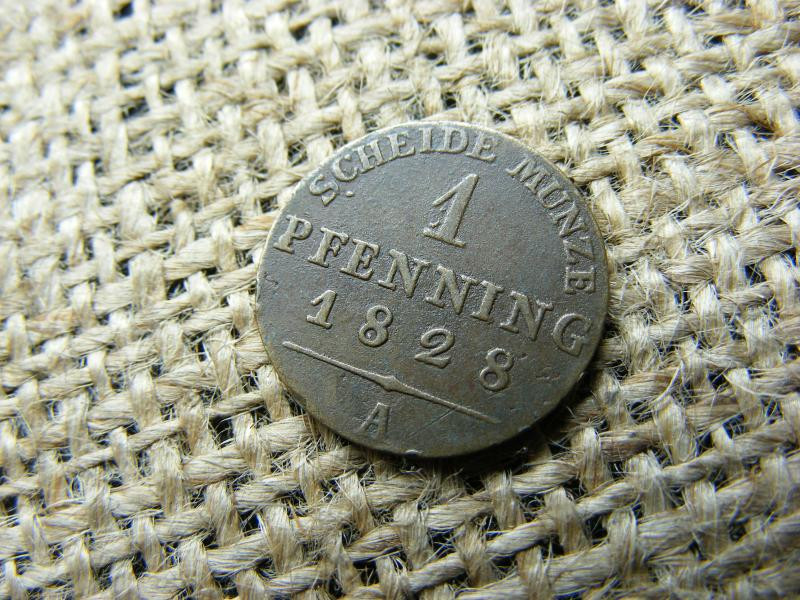 SCHEIDE MÜNZE
1
PFENNING
1828
A